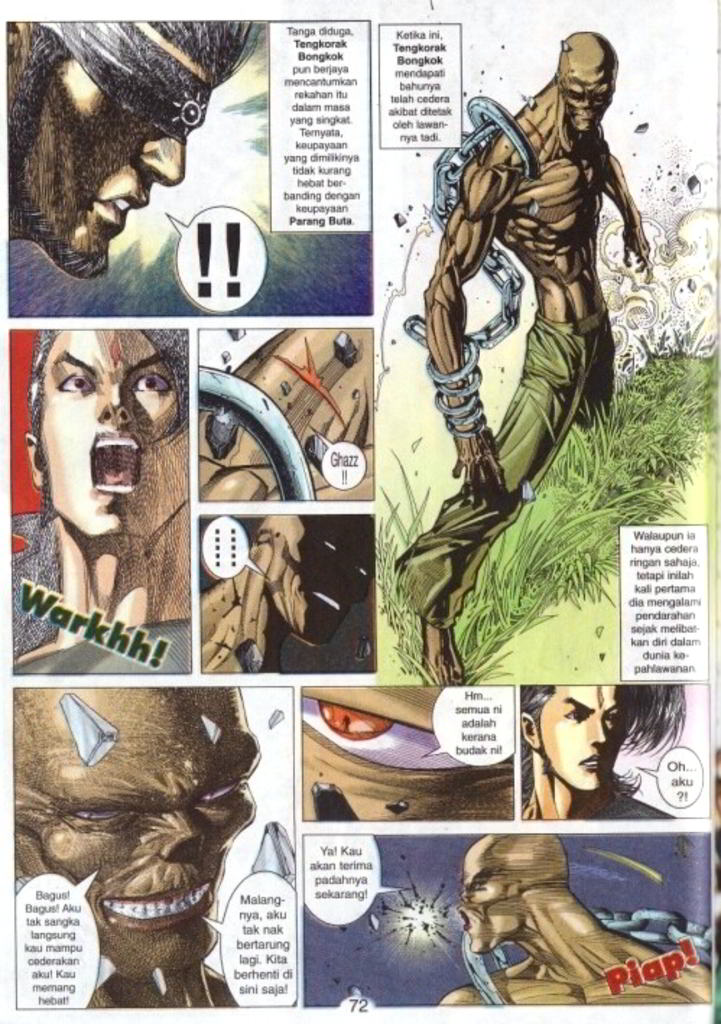 Tanga diduga,
Tengkorak
Bongkok
pun berjaya
mencantumkan
rekahan itu
dalam masa
yang singkat.
Ternyata,
keupayaan
yang dimilikinya
tidak kurang
hebat ber-
banding dengan
keupayaan
Parang Buta.
!!
Ketika ini,
Tengkorak
Bongkok
mendapati
bahunya
telah cedera
akibat ditetak
oleh lawan-
nya tadi.
Warkhh!
Ghazz
!!
Walaupun ia
hanya cedera
ringan sahaja,
tetapi inilah
kali pertama
dia mengalami
pendarahan
sejak melibat-
kan diri dalam
dunia ke-
pahlawanan.
Bagus!
Bagus! Aku
tak sangka
langsung
kau mampu
cederakan
aku! Kau
memang
hebat!
Malang-
nya, aku
tak nak
bertarung
lagi. Kita
berhenti di
sini saja!
Hm...
semua ni
adalah
kerana
budak ni!
Oh...
aku
?!
Ya! Kau
akan terima
padahnya
sekarang!
Piap!
72